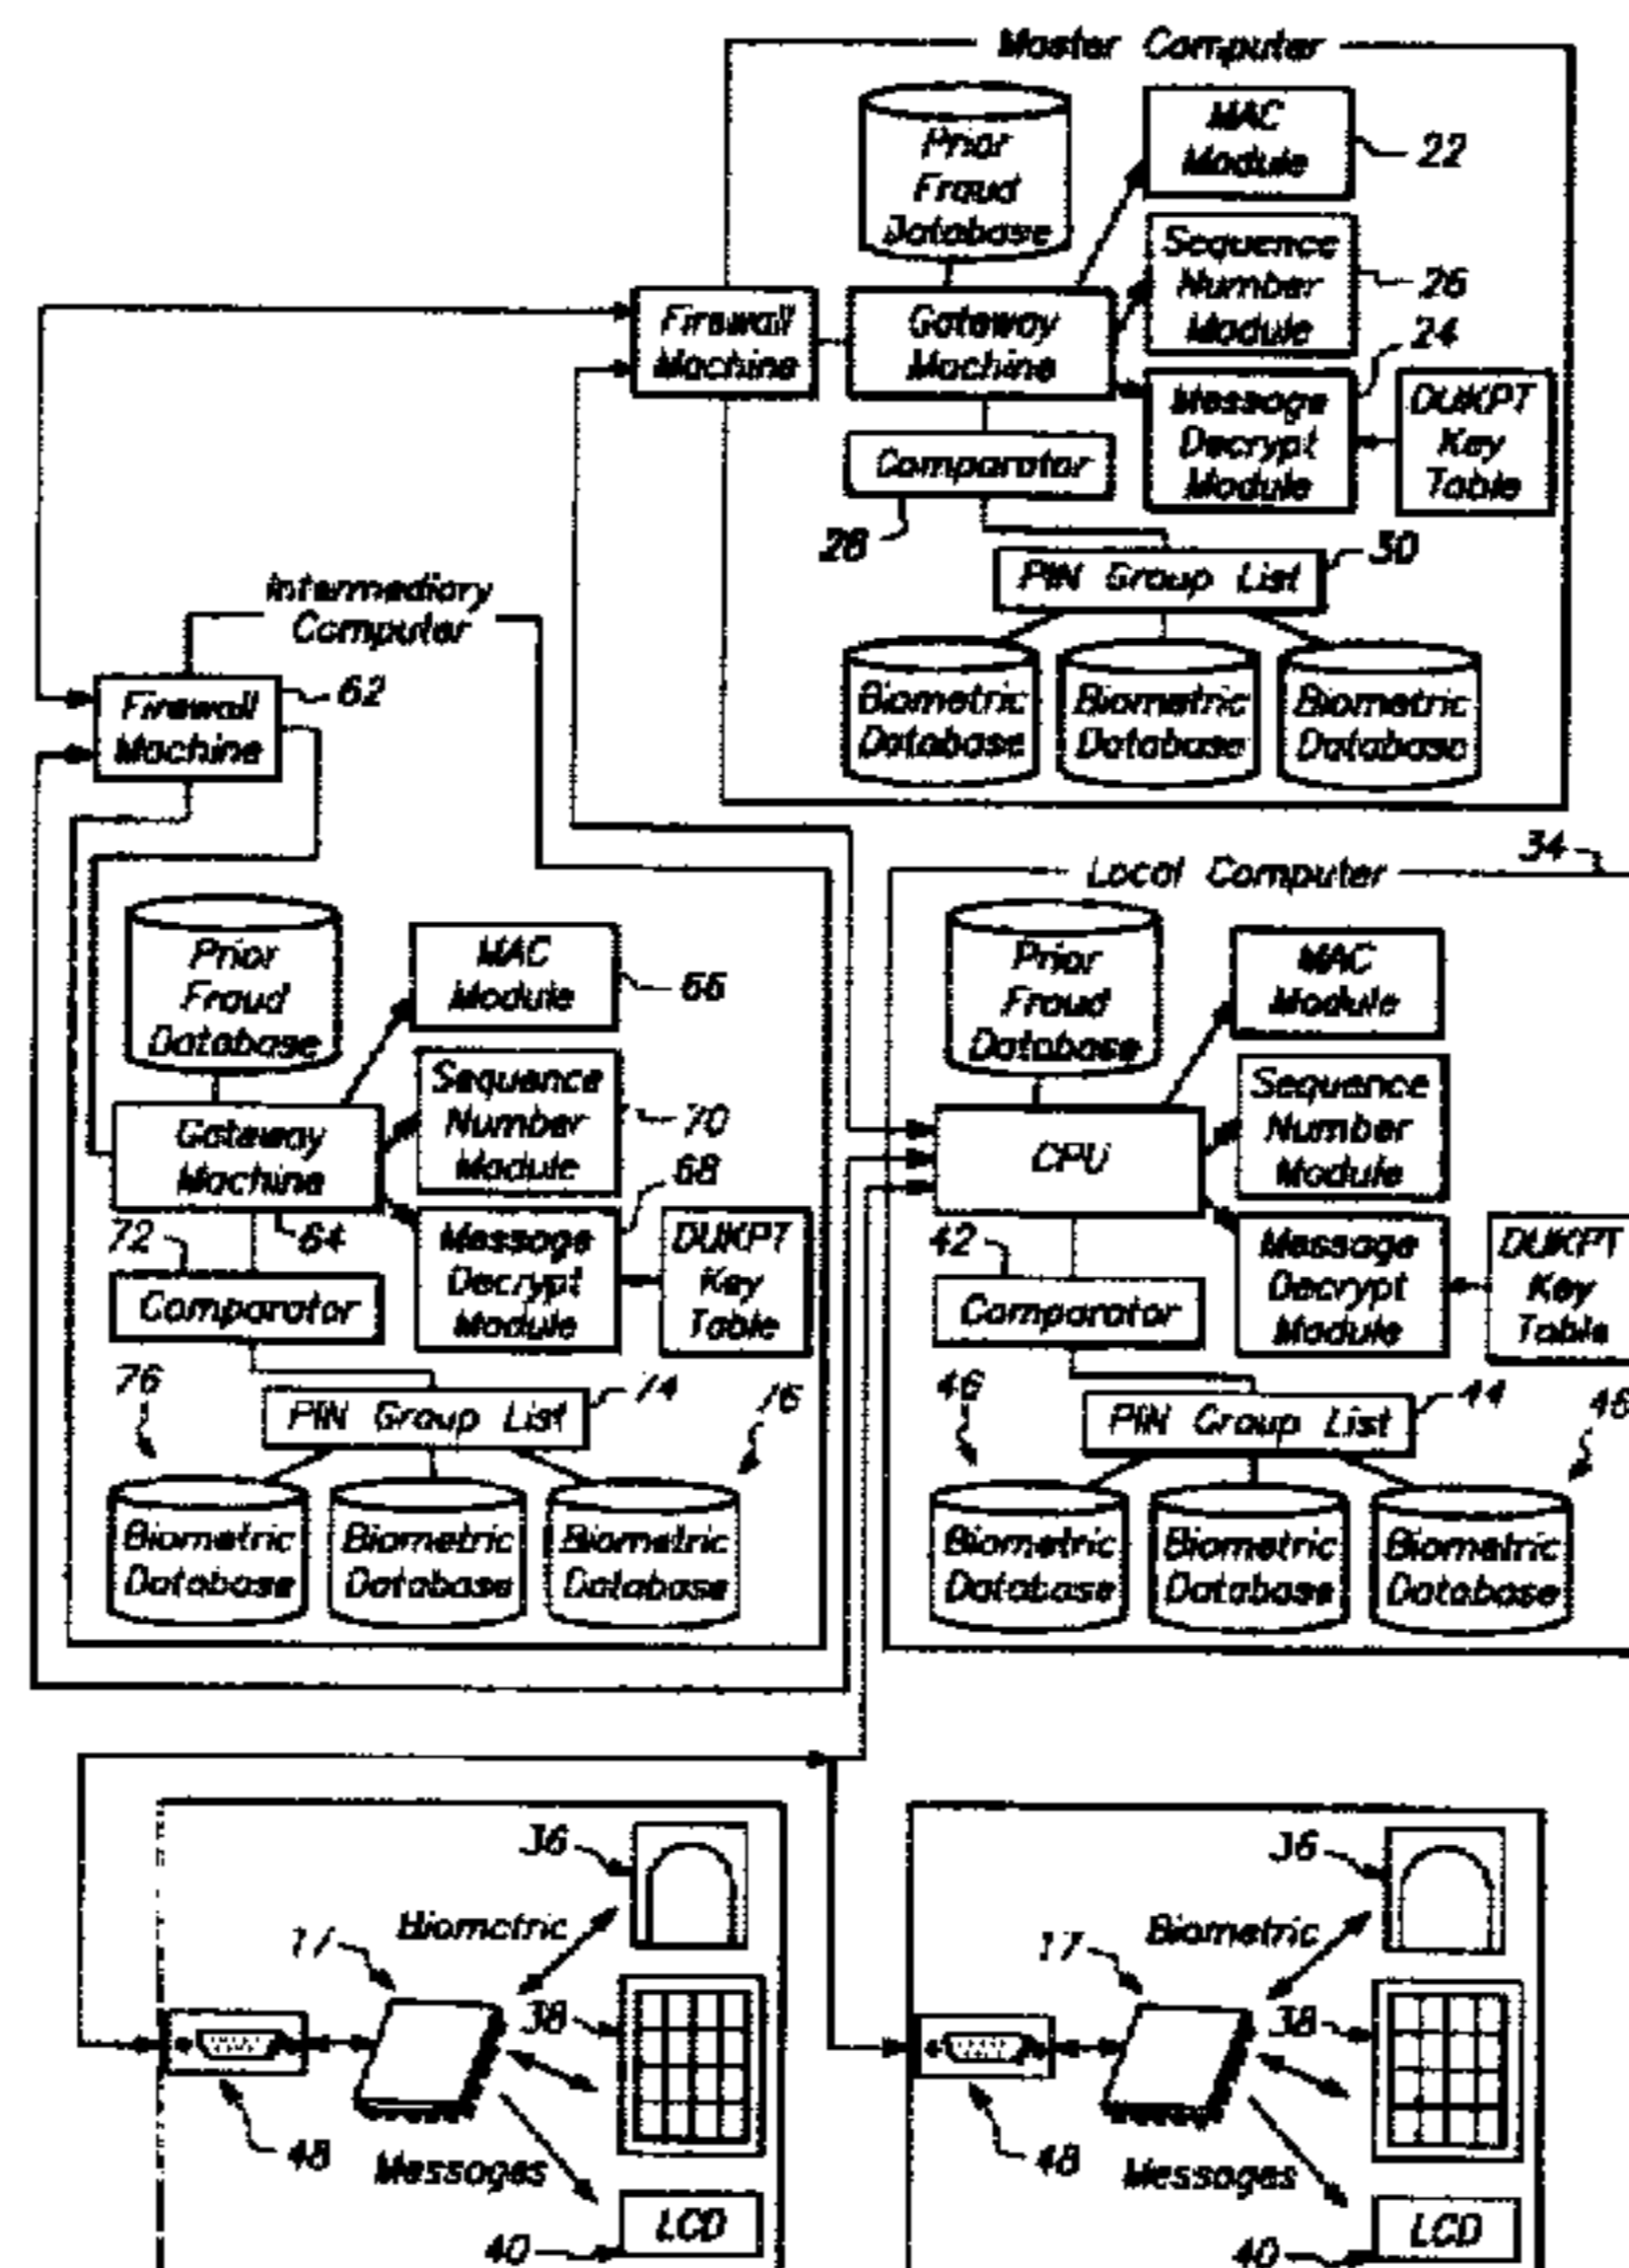 Master Computer
Prior
Fraud
Database
MAC
Module
22
Sequence
Number
Module
26
24
Firewall
Machine
Gateway
Machine
Message
Decrypt
Module
DUKPT
Key
Table
Comparator
28
30
PIN Group List
Biometric
Database
Biometric
Database
Biometric
Database
Intermediary
Computer
62
Firewall
Machine
Prior
Fraud
Database
MAC
Module
66
Sequence
Number
Module
70
68
Gateway
Machine
64
72
Comparator
Message
Decrypt
Module
DUKPT
Key
Table
76
74
76
PIN Group List
Biometric
Database
Biometric
Database
Biometric
Database
34
Local Computer
Prior
Fraud
Database
MAC
Module
Sequence
Number
Module
CPU
42
Comparator
Message
Decrypt
Module
DUKPT
Key
Table
46
44
46
PIN Group List
Biometric
Database
Biometric
Database
Biometric
Database
36
Biometric
17
38
48
Messages
LCD
40
36
Biometric
17
38
48
Messages
LCD
40